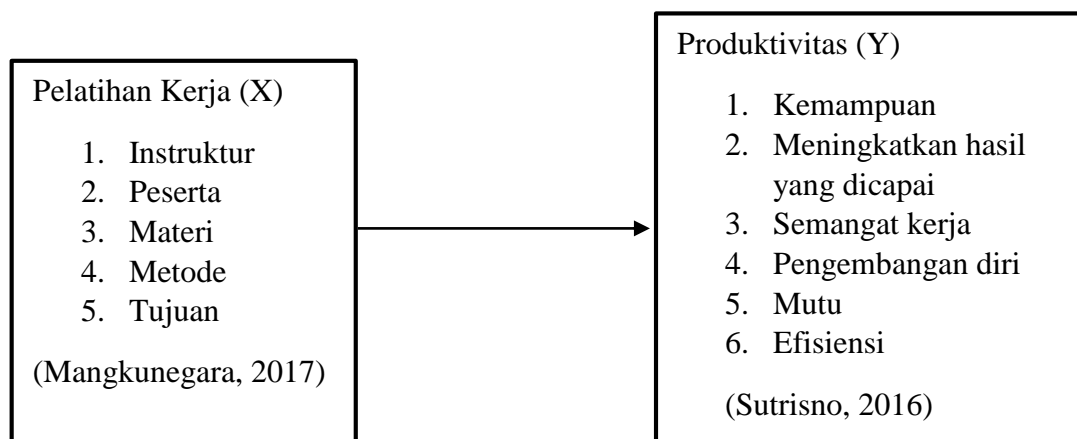 Pelatihan Kerja (X)
1. Instruktur
2. Peserta
3. Materi
4. Metode
5. Tujuan
(Mangkunegara, 2017)
Produktivitas (Y)
1. Kemampuan
2. Meningkatkan hasil
yang dicapai
3. Semangat kerja
4. Pengembangan diri
5. Mutu
6. Efisiensi
(Sutrisno, 2016)